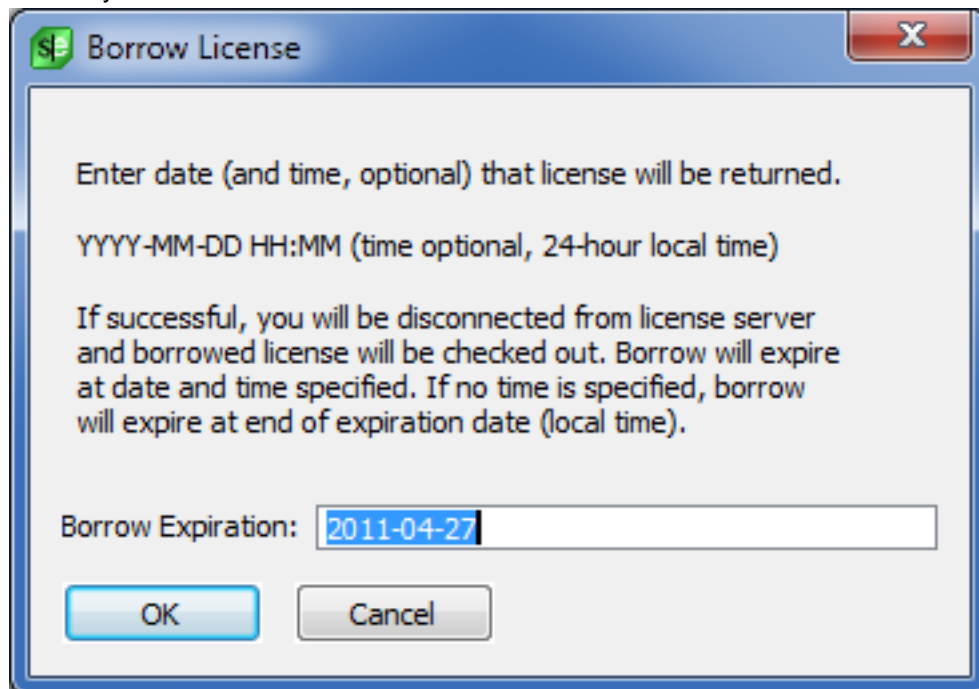 Borrow License
Enter date (and time, optional) that license will be returned.
YYYY-MM-DD HH:MM (time optional, 24-hour local time)
If successful, you will be disconnected from license server
and borrowed license will be checked out. Borrow will expire
at date and time specified. If no time is specified, borrow
will expire at end of expiration date (local time).
Borrow Expiration: 2011-04-27
OK Cancel